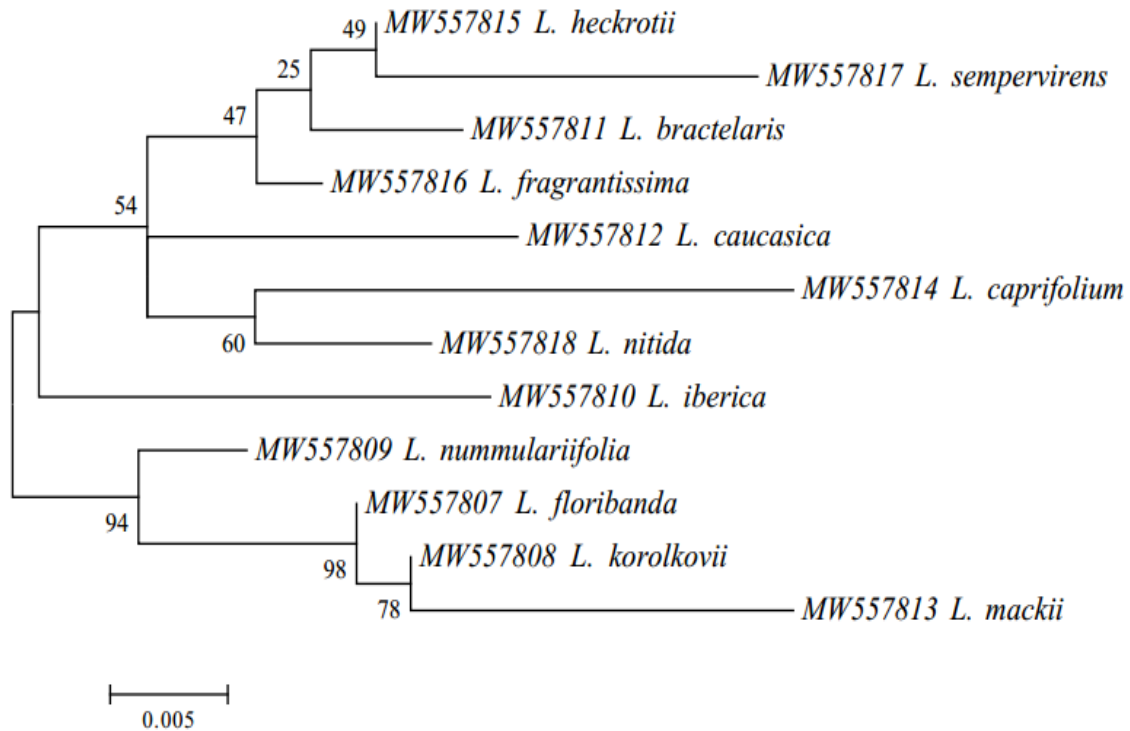 49
MW557815 L. heckrotii
25
MW557817 L. sempervirens
47
MW557811 L. bractelaris
MW557816 L. fragrantissima
54
MW557812 L. caucasica
MW557814 L. caprifolium
60
MW557818 L. nitida
MW557810 L. iberica
MW557809 L. nummulariifolia
MW557807 L. floribanda
94
MW557808 L. korolkovii
98
78
MW557813 L. mackii
0.005